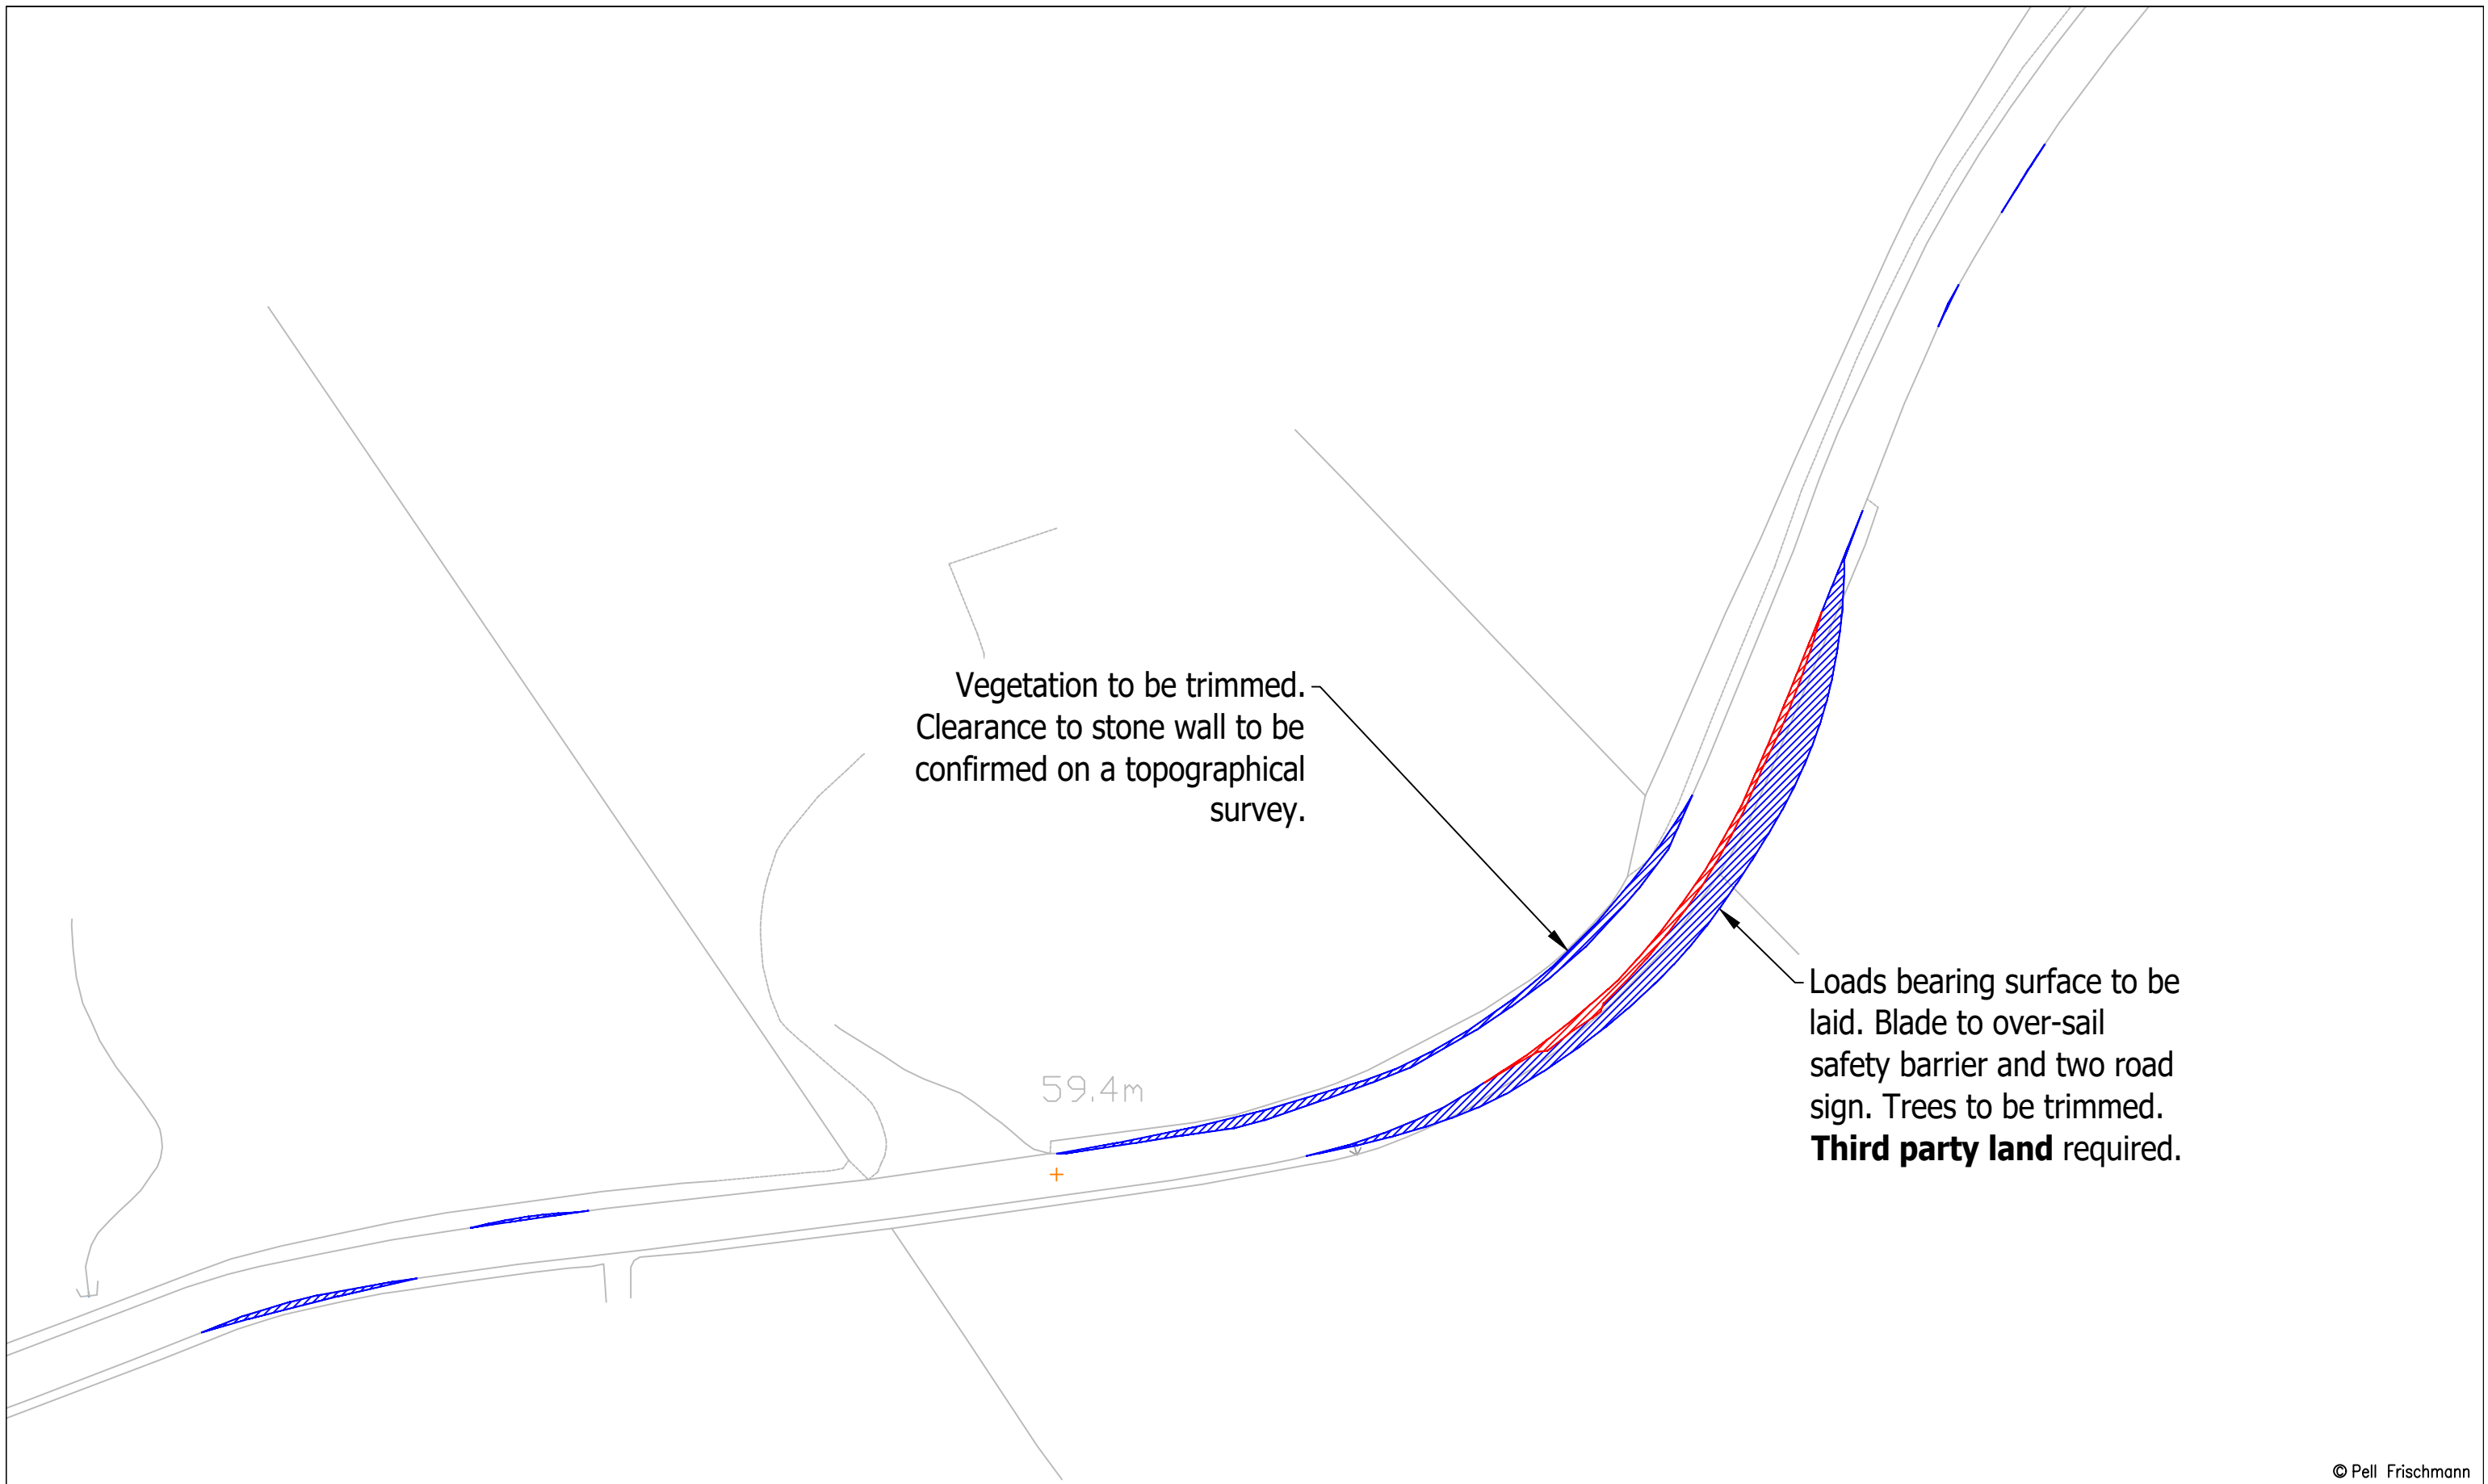 Vegetation to be trimmed.
Clearance to stone wall to be
confirmed on a topographical
survey.
59.4m
Loads bearing surface to be
laid. Blade to over-sail
safety barrier and two road
sign. Trees to be trimmed.
Third party land required.
© Pell Frischmann